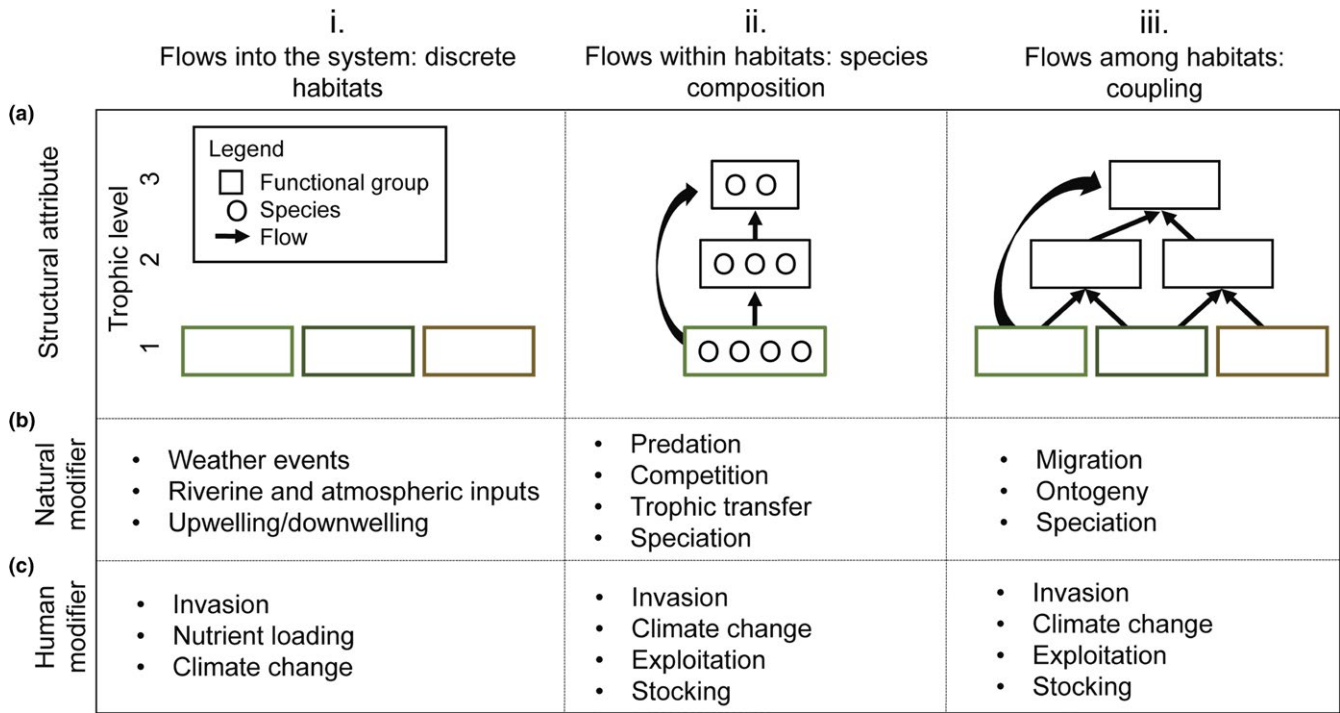 i.
Flows into the system: discrete
habitats
ii.
Flows within habitats: species
composition
iii.
Flows among habitats:
coupling
(a)
Structural attribute
Trophic level
3
2
1
Legend
Functional group
Species
Flow
(b)
Natural
modifier
• Weather events
• Riverine and atmospheric inputs
• Upwelling/downwelling
• Predation
• Competition
• Trophic transfer
• Speciation
• Migration
• Ontogeny
• Speciation
(c)
Human
modifier
• Invasion
• Nutrient loading
• Climate change
• Invasion
• Climate change
• Exploitation
• Stocking
• Invasion
• Climate change
• Exploitation
• Stocking